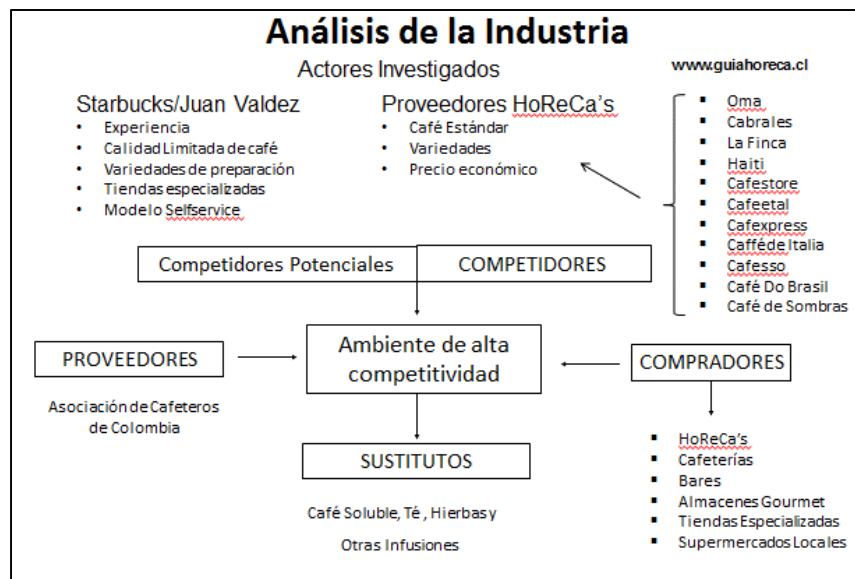 Análisis de la Industria
Actores Investigados
www.guiahoreca.cl
Starbucks/Juan Valdez
• Experiencia
• Calidad Limitada de café
• Variedades de preparación
• Tiendas especializadas
• Modelo Selfservice
Proveedores HoReCa's
• Café Estándar
• Variedades
• Precio económico
▪ Oma
▪ Cabrales
▪ La Finca
▪ Haiti
▪ Cafestore
▪ Cafeetal
▪ Cafexpress
▪ Cafféde Italia
▪ Cafesso
▪ Café Do Brasil
▪ Café de Sombras
Competidores Potenciales
COMPETIDORES
PROVEEDORES
Asociación de Cafeteros
de Colombia
Ambiente de alta
competitividad
COMPRADORES
▪ HoReCa's
▪ Cafeterías
▪ Bares
▪ Almacenes Gourmet
▪ Tiendas Especializadas
▪ Supermercados Locales
SUSTITUTOS
Café Soluble, Té , Hierbas y
Otras Infusiones